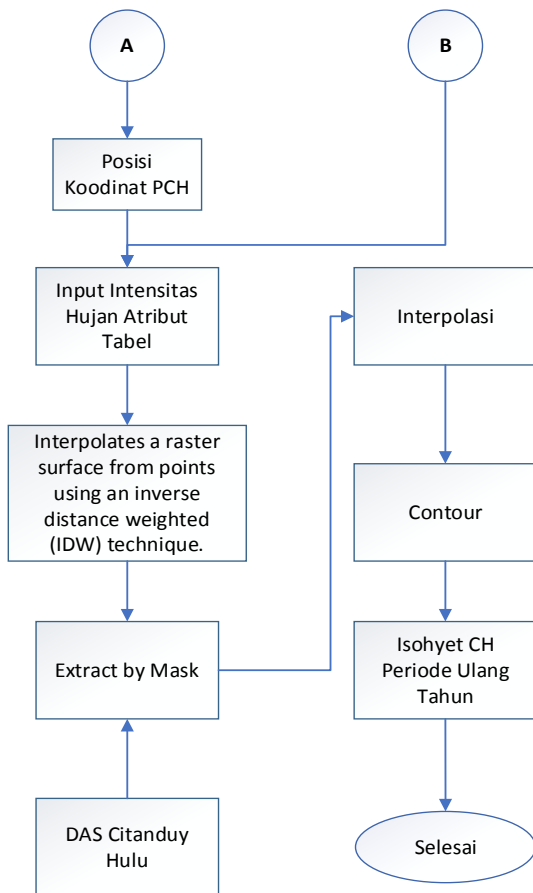 A
Posisi
Koodinat PCH
Input Intensitas
Hujan Atribut
Tabel
Interpolates a raster
surface from points
using an inverse
distance weighted
(IDW) technique.
Extract by Mask
DAS Citanduy
Hulu
B
Interpolasi
Contour
Isohyet CH
Periode Ulang
Tahun
Selesai